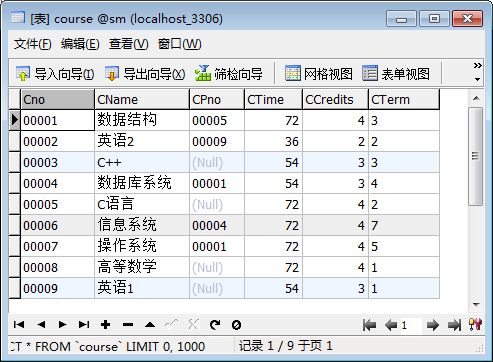 [表] course @sm (localhost_3306)
文件(F) 编辑(E) 查看(V) 窗口(W)
导入向导(I) 导出向导(X) 筛检向导 网格视图 表单视图
Cno CName CPno CTime CCredits CTerm
00001 数据结构 00005 72 4 3
00002 英语2 00009 36 2 2
00003 C++ (Null) 54 3 3
00004 数据库系统 00001 54 3 4
00005 C语言 (Null) 72 4 2
00006 信息系统 00004 72 4 7
00007 操作系统 00001 72 4 5
00008 高等数学 (Null) 72 4 1
00009 英语1 (Null) 54 3 1
1
CT * FROM `course` LIMIT 0, 1000 记录 1 / 9 于页 1